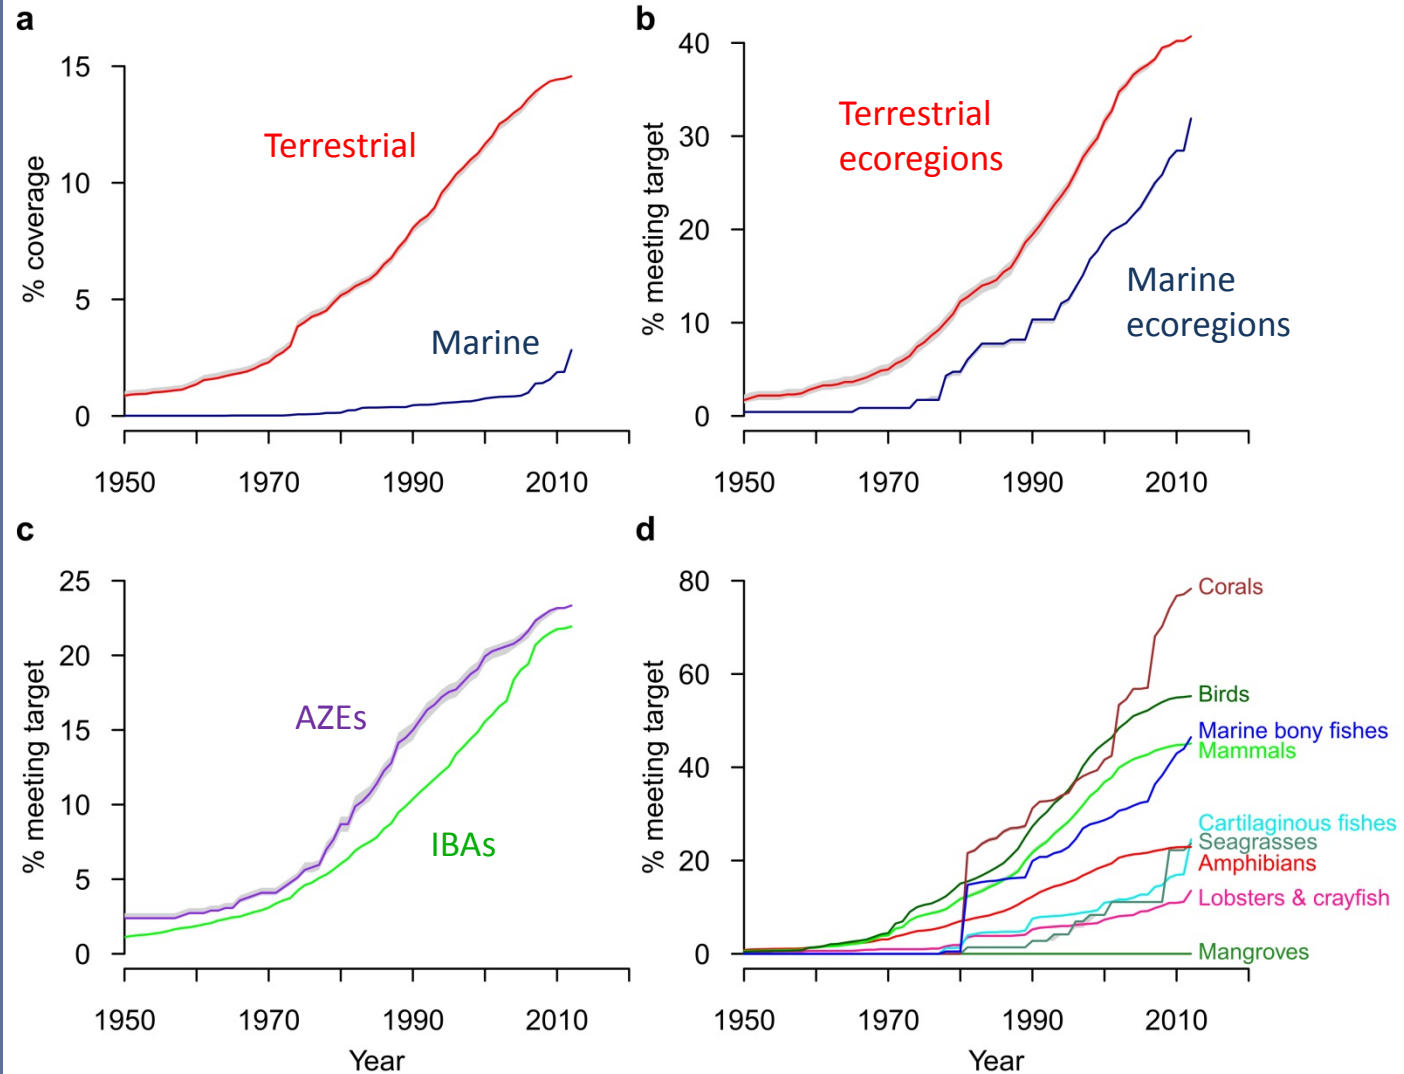 a
% coverage
15
10
5
0
Terrestrial
Marine
1950
1970
1990
2010
b
% meeting target
40
30
20
10
0
Terrestrial
ecoregions
Marine
ecoregions
1950
1970
1990
2010
c
% meeting target
25
20
15
10
5
0
AZEs
IBAs
1950
1970
1990
2010
Year
d
% meeting target
80
60
40
20
0
Corals
Birds
Marine bony fishes
Mammals
Cartilaginous fishes
Seagrasses
Amphibians
Lobsters & crayfish
Mangroves
1950
1970
1990
2010
Year